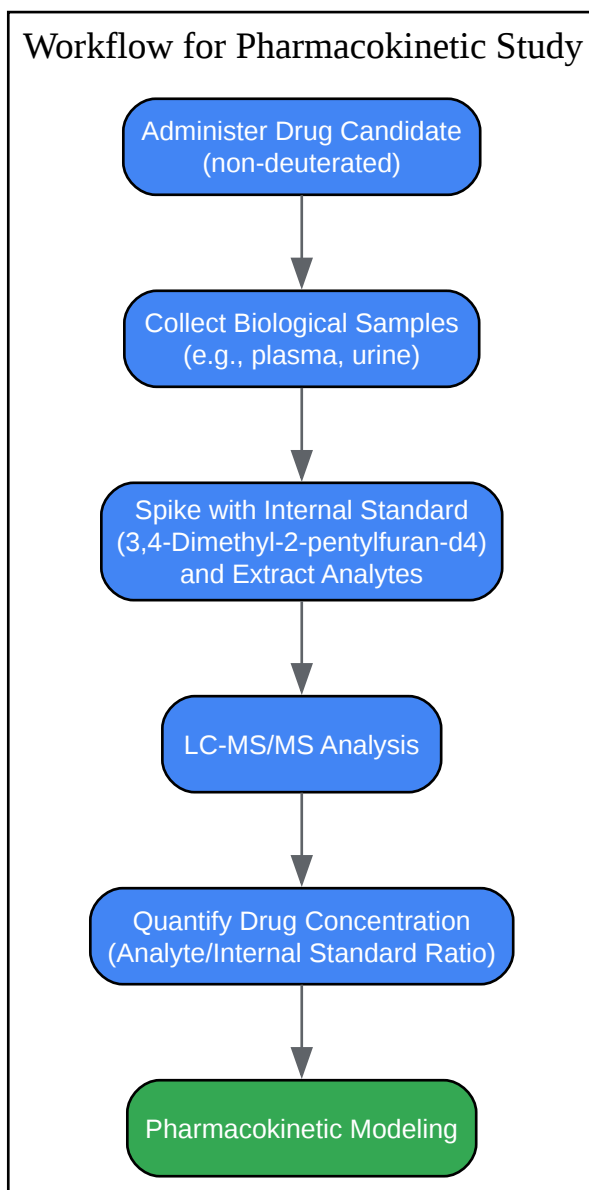 Workflow for Pharmacokinetic Study
Administer Drug Candidate
(non-deuterated)
Collect Biological Samples
(e.g., plasma, urine)
Spike with Internal Standard
(3,4-Dimethyl-2-pentylfuran-d4)
and Extract Analytes
LC-MS/MS Analysis
Quantify Drug Concentration
(Analyte/Internal Standard Ratio)
Pharmacokinetic Modeling